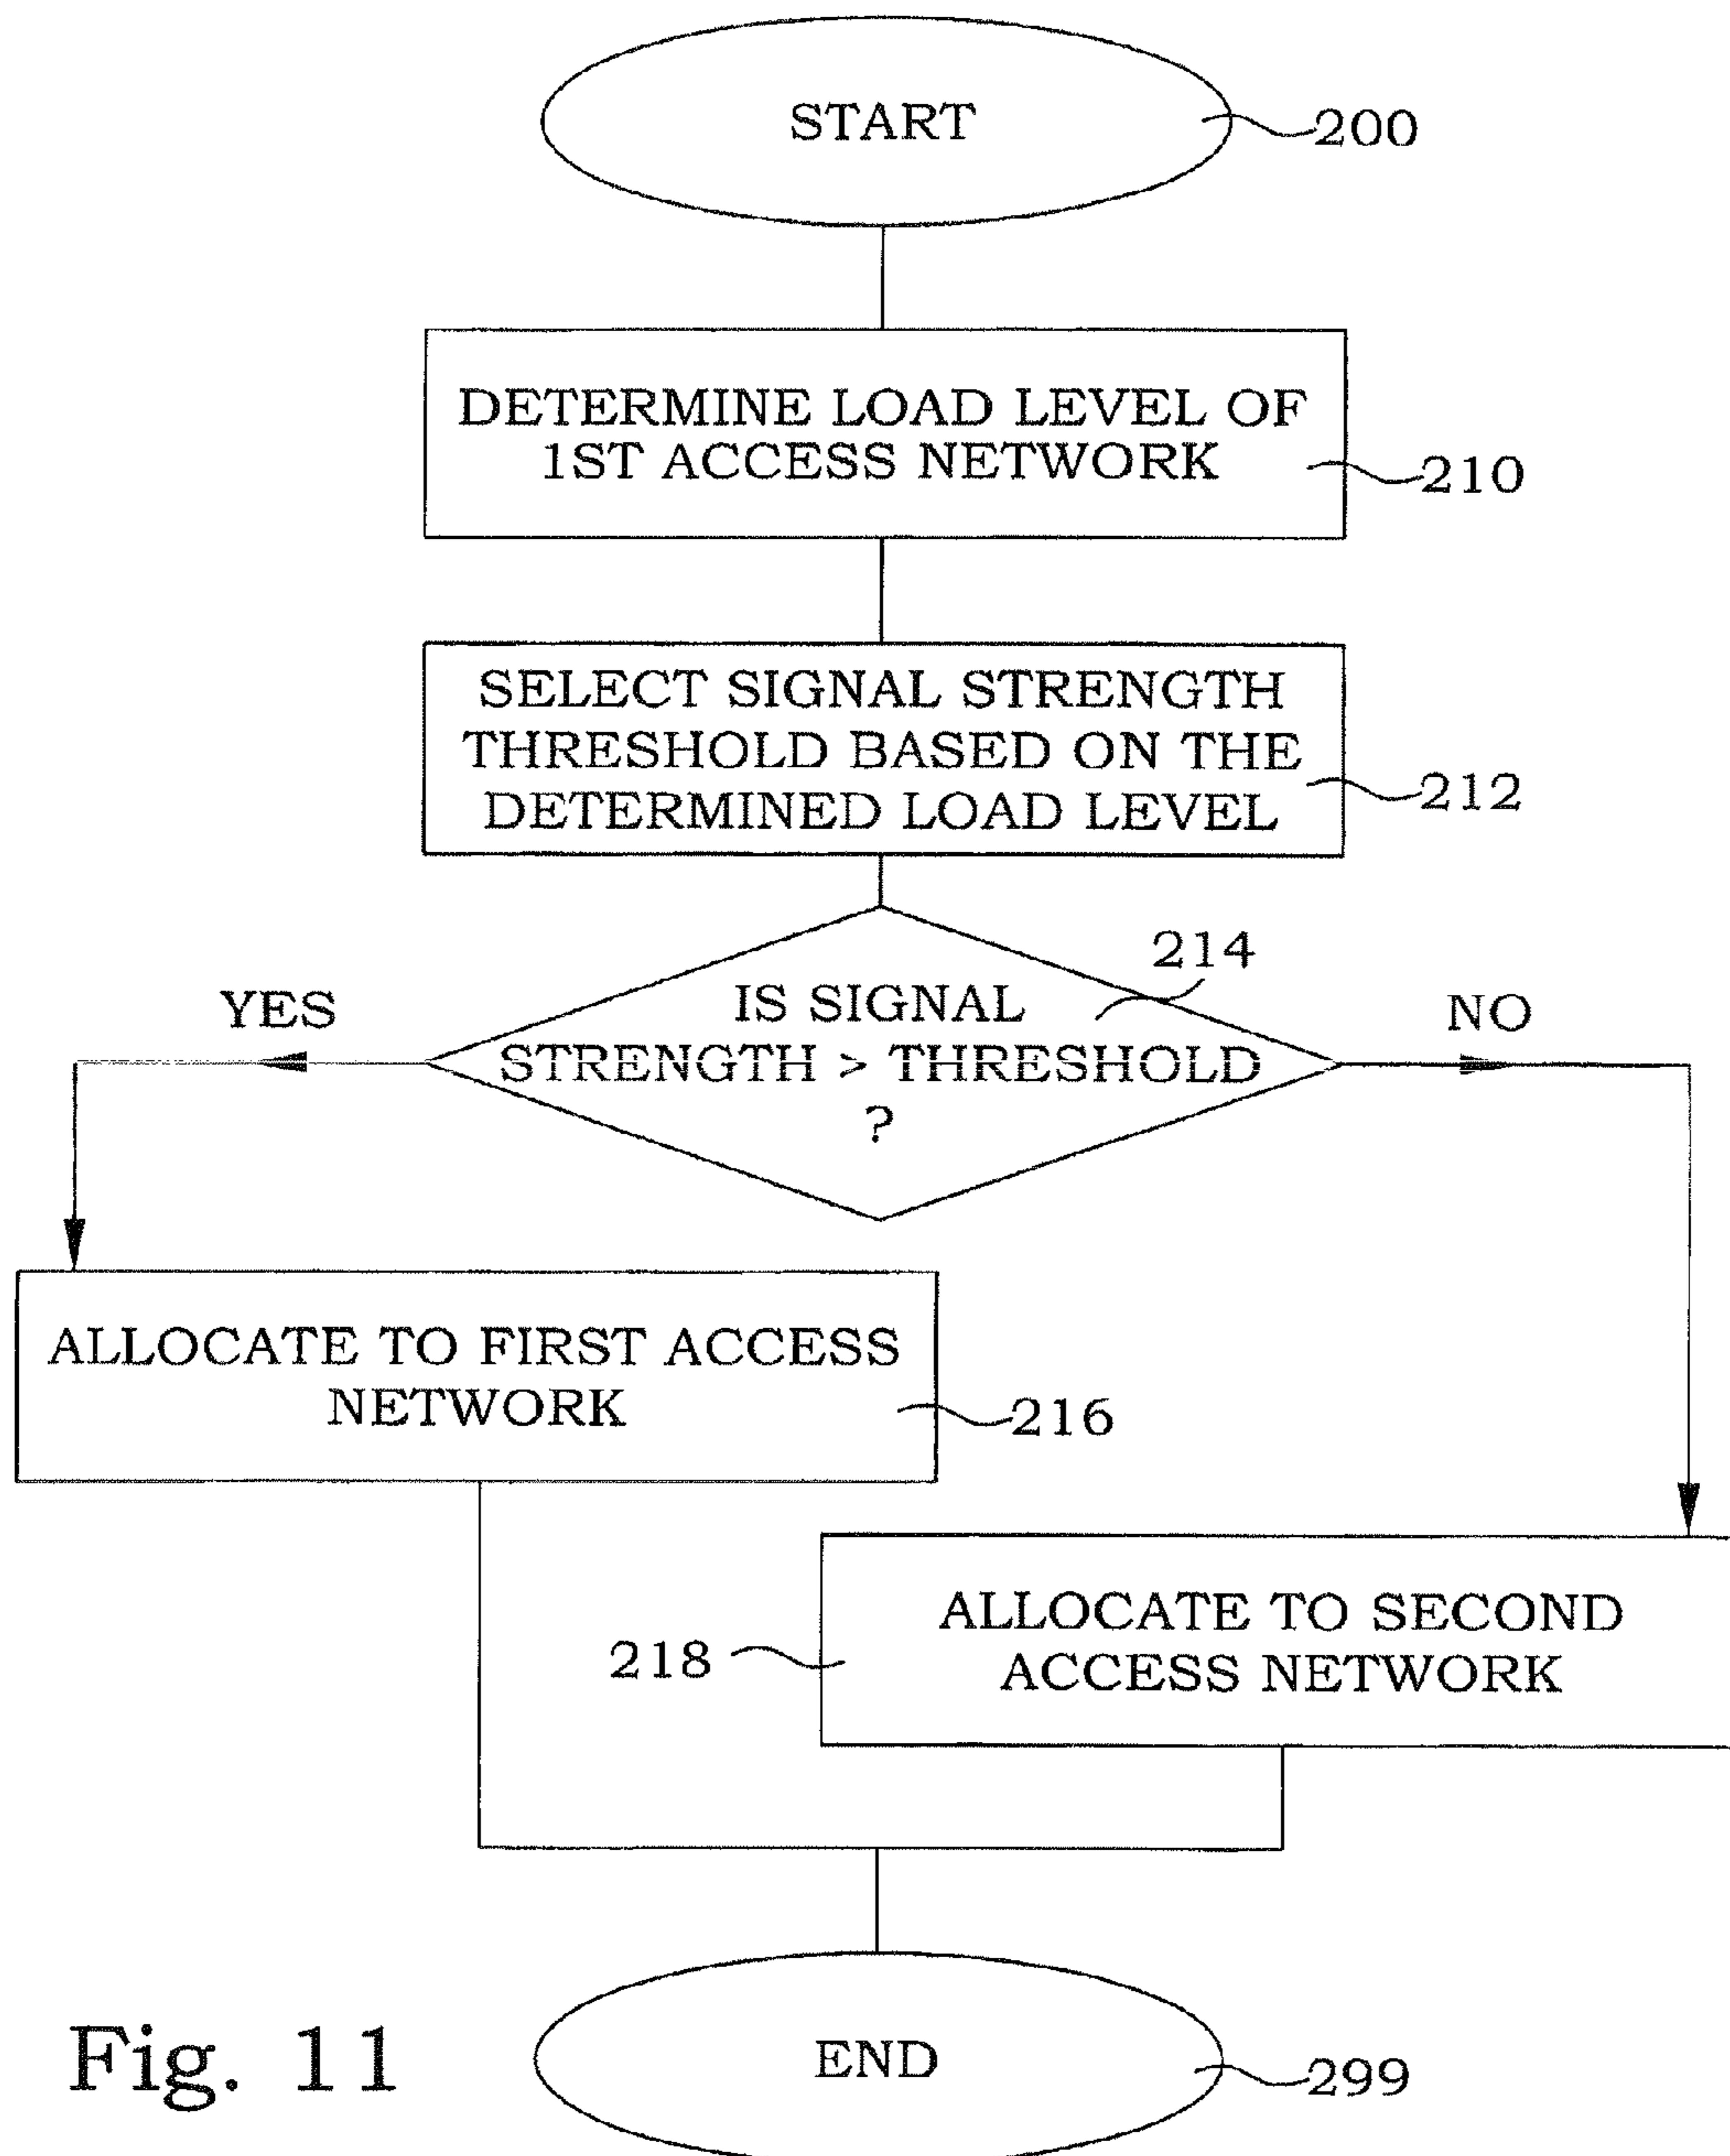 START
200
DETERMINE LOAD LEVEL OF
1ST ACCESS NETWORK
210
SELECT SIGNAL STRENGTH
THRESHOLD BASED ON THE
DETERMINED LOAD LEVEL
212
214
YES
IS SIGNAL
NO
STRENGTH > THRESHOLD
?
ALLOCATE TO FIRST ACCESS
NETWORK
216
ALLOCATE TO SECOND
ACCESS NETWORK
218
END
299
Fig. 11